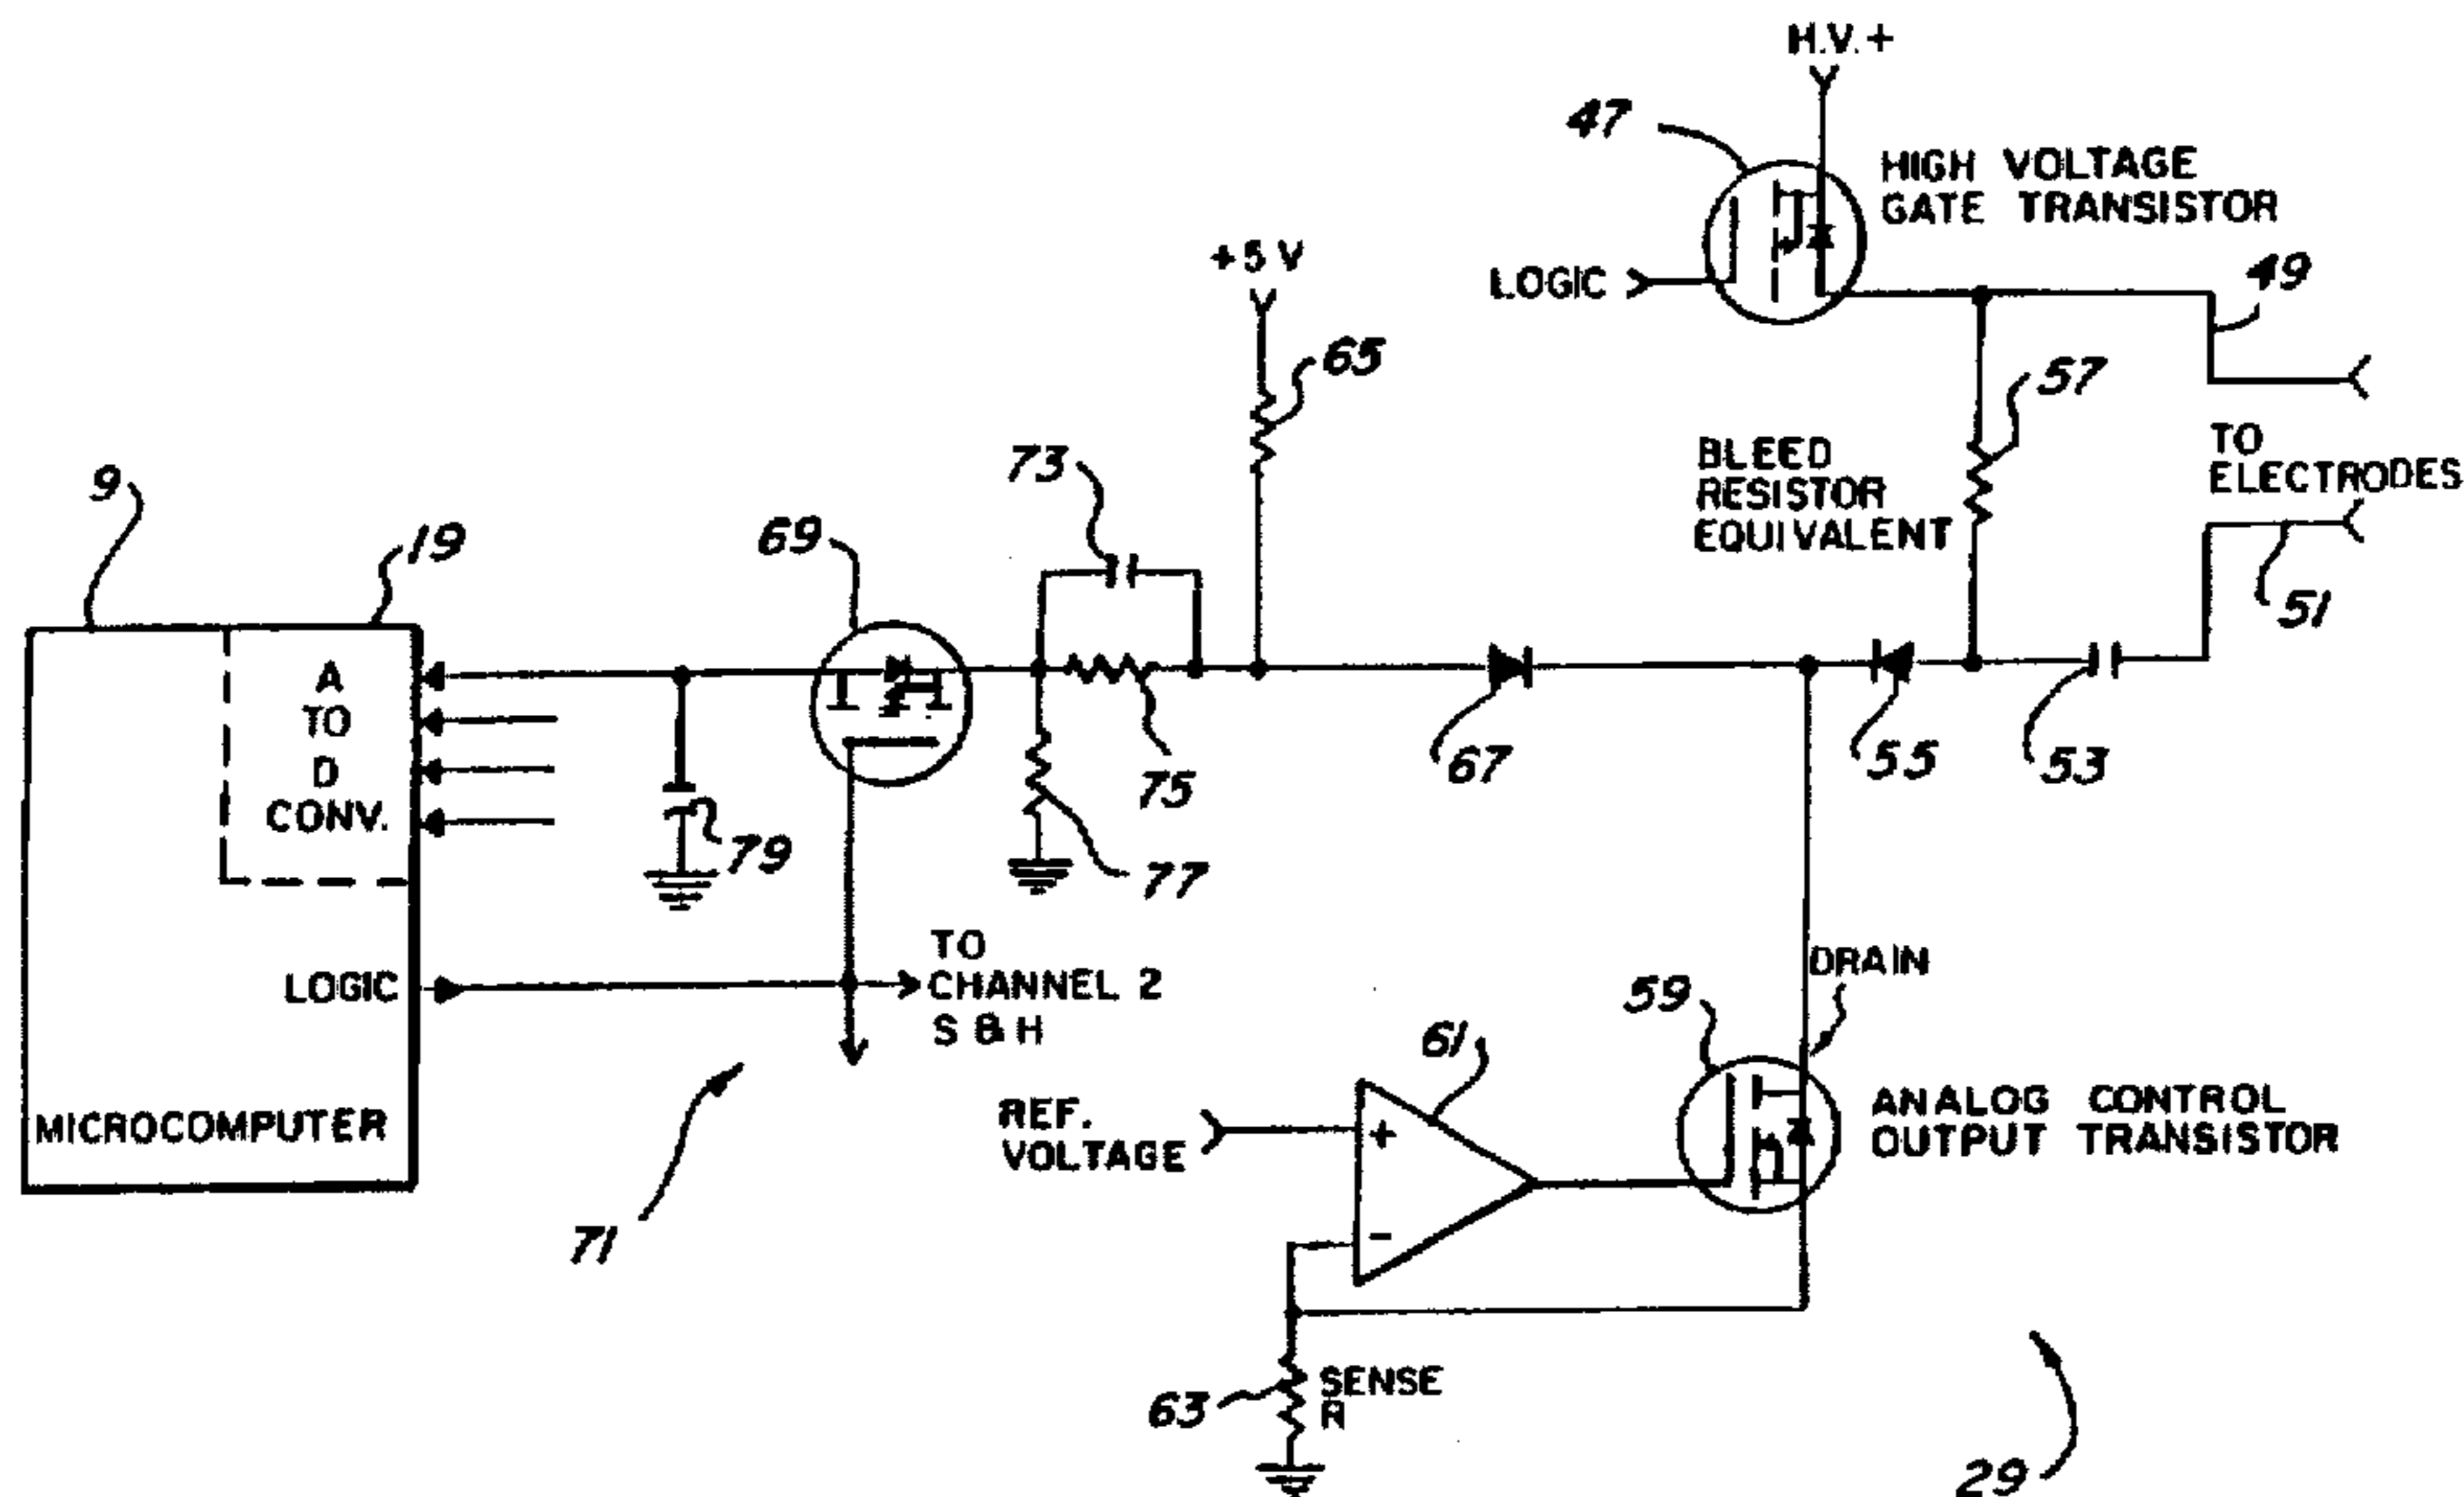 H.V.+
47
HIGH VOLTAGE
GATE TRANSISTOR
LOGIC
49
+5V
65
57
BLEED
RESISTOR
EQUIVALENT
TO
ELECTRODES
51
9
19
69
73
A
TO
D
CONV.
75
67
55
53
79
77
LOGIC
TO
CHANNEL 2
S & H
DRAIN
59
61
REF.
VOLTAGE
ANALOG CONTROL
OUTPUT TRANSISTOR
MICROCOMPUTER
71
63
SENSE
R
29